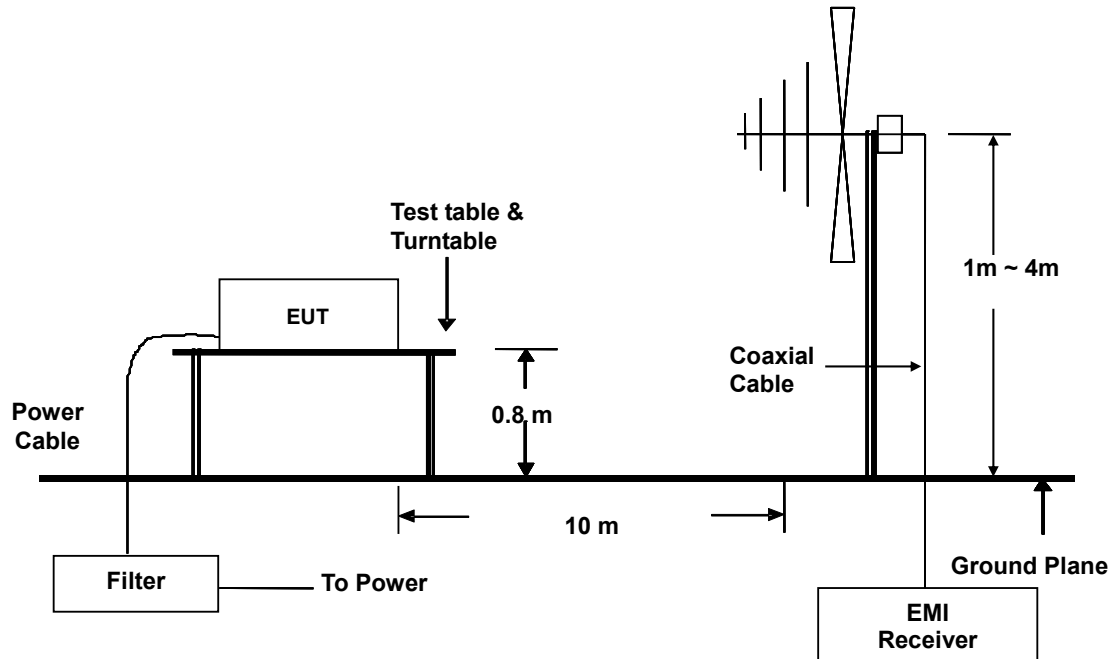 Test table &
Turntable
EUT
1m ~ 4m
Coaxial
Cable
0.8 m
Power
Cable
10 m
Ground Plane
Filter
To Power
EMI
Receiver